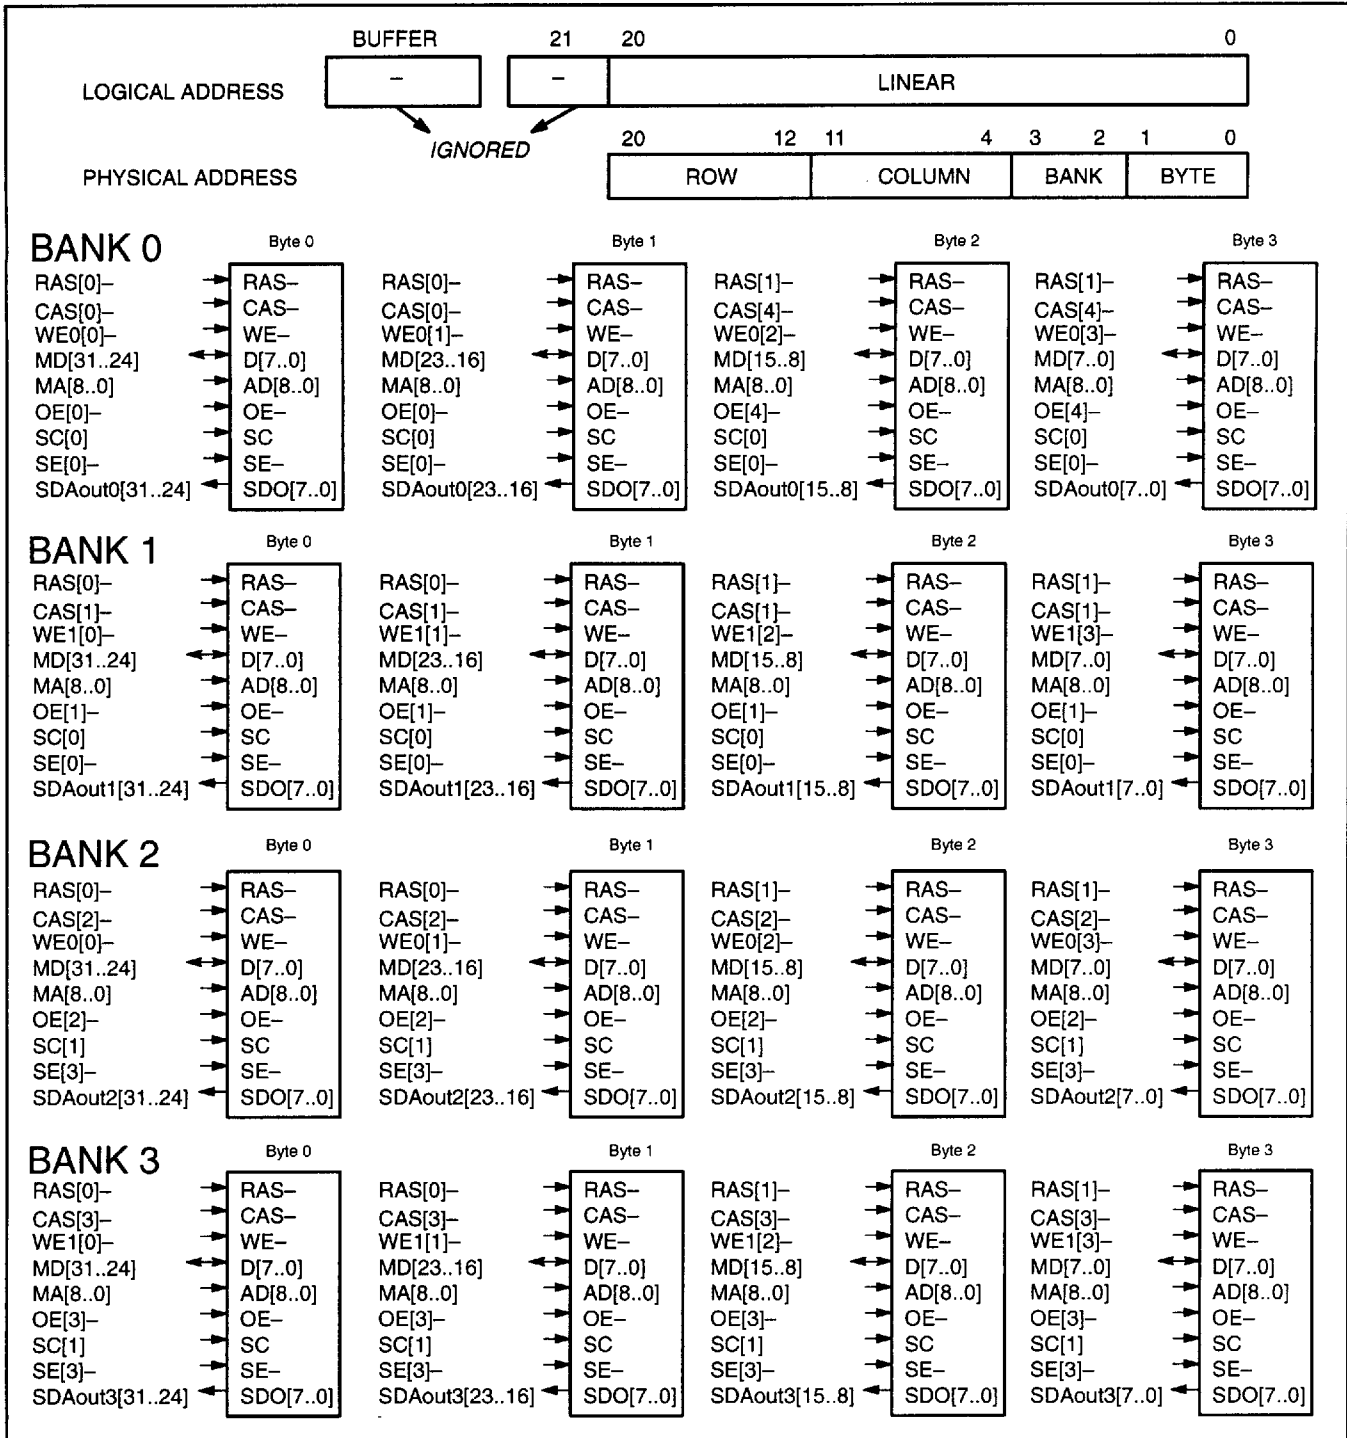 BUFFER 21 20 0
LOGICAL ADDRESS – – LINEAR
IGNORED
20 12 11 4 3 2 1 0
PHYSICAL ADDRESS ROW COLUMN BANK BYTE
BANK 0 Byte 0 Byte 1 Byte 2 Byte 3
RAS[0]– RAS– RAS[0]– RAS– RAS[1]– RAS– RAS[1]– RAS–
CAS[0]– CAS– CAS[0]– CAS– CAS[4]– CAS– CAS[4]– CAS–
WE0[0]– WE– WE0[1]– WE– WE0[2]– WE– WE0[3]– WE–
MD[31..24] D[7..0] MD[23..16] D[7..0] MD[15..8] D[7..0] MD[7..0] D[7..0]
MA[8..0] AD[8..0] MA[8..0] AD[8..0] MA[8..0] AD[8..0] MA[8..0] AD[8..0]
OE[0]– OE– OE[0]– OE– OE[4]– OE– OE[4]– OE–
SC[0] SC SC[0] SC SC[0] SC SC[0] SC
SE[0]– SE– SE[0]– SE– SE[0]– SE– SE[0]– SE–
SDAout0[31..24] SDO[7..0] SDAout0[23..16] SDO[7..0] SDAout0[15..8] SDO[7..0] SDAout0[7..0] SDO[7..0]
BANK 1 Byte 0 Byte 1 Byte 2 Byte 3
RAS[0]– RAS– RAS[0]– RAS– RAS[1]– RAS– RAS[1]– RAS–
CAS[1]– CAS– CAS[1]– CAS– CAS[1]– CAS– CAS[1]– CAS–
WE1[0]– WE– WE1[1]– WE– WE1[2]– WE– WE1[3]– WE–
MD[31..24] D[7..0] MD[23..16] D[7..0] MD[15..8] D[7..0] MD[7..0] D[7..0]
MA[8..0] AD[8..0] MA[8..0] AD[8..0] MA[8..0] AD[8..0] MA[8..0] AD[8..0]
OE[1]– OE– OE[1]– OE– OE[1]– OE– OE[1]– OE–
SC[0] SC SC[0] SC SC[0] SC SC[0] SC
SE[0]– SE– SE[0]– SE– SE[0]– SE– SE[0]– SE–
SDAout1[31..24] SDO[7..0] SDAout1[23..16] SDO[7..0] SDAout1[15..8] SDO[7..0] SDAout1[7..0] SDO[7..0]
BANK 2 Byte 0 Byte 1 Byte 2 Byte 3
RAS[0]– RAS– RAS[0]– RAS– RAS[1]– RAS– RAS[1]– RAS–
CAS[2]– CAS– CAS[2]– CAS– CAS[2]– CAS– CAS[2]– CAS–
WE0[0]– WE– WE0[1]– WE– WE0[2]– WE– WE0[3]– WE–
MD[31..24] D[7..0] MD[23..16] D[7..0] MD[15..8] D[7..0] MD[7..0] D[7..0]
MA[8..0] AD[8..0] MA[8..0] AD[8..0] MA[8..0] AD[8..0] MA[8..0] AD[8..0]
OE[2]– OE– OE[2]– OE– OE[2]– OE– OE[2]– OE–
SC[1] SC SC[1] SC SC[1] SC SC[1] SC
SE[3]– SE– SE[3]– SE– SE[3]– SE– SE[3]– SE–
SDAout2[31..24] SDO[7..0] SDAout2[23..16] SDO[7..0] SDAout2[15..8] SDO[7..0] SDAout2[7..0] SDO[7..0]
BANK 3 Byte 0 Byte 1 Byte 2 Byte 3
RAS[0]– RAS– RAS[0]– RAS– RAS[1]– RAS– RAS[1]– RAS–
CAS[3]– CAS– CAS[3]– CAS– CAS[3]– CAS– CAS[3]– CAS–
WE1[0]– WE– WE1[1]– WE– WE1[2]– WE– WE1[3]– WE–
MD[31..24] D[7..0] MD[23..16] D[7..0] MD[15..8] D[7..0] MD[7..0] D[7..0]
MA[8..0] AD[8..0] MA[8..0] AD[8..0] MA[8..0] AD[8..0] MA[8..0] AD[8..0]
OE[3]– OE– OE[3]– OE– OE[3]– OE– OE[3]– OE–
SC[1] SC SC[1] SC SC[1] SC SC[1] SC
SE[3]– SE– SE[3]– SE– SE[3]– SE– SE[3]– SE–
SDAout3[31..24] SDO[7..0] SDAout3[23..16] SDO[7..0] SDAout3[15..8] SDO[7..0] SDAout3[7..0] SDO[7..0]